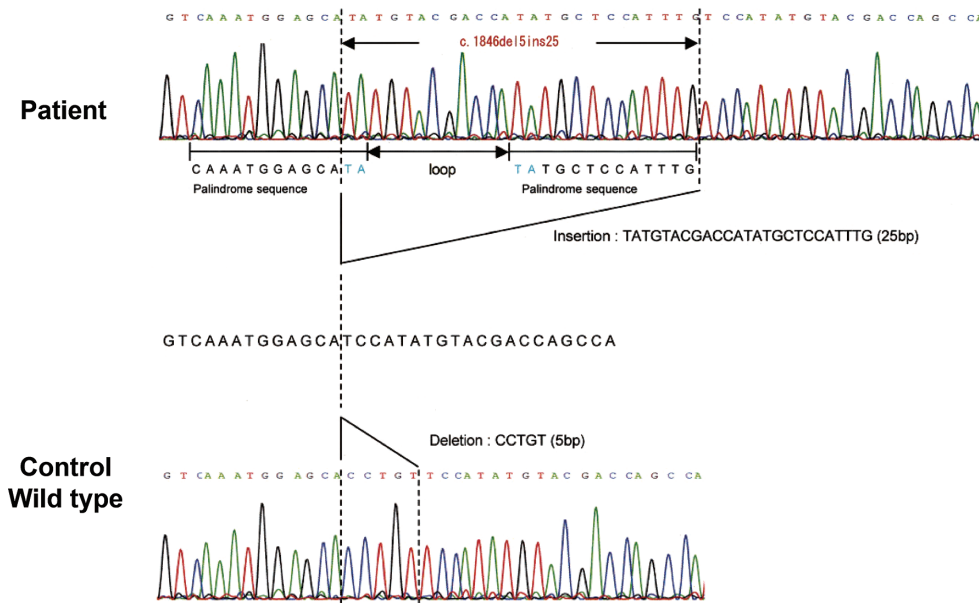 G T C A A A T G G A G C A T A T G T A C G A C C A T A T G C T C C A T T T G T C C A T A T G T A C G A C C A G C C A
c.1846del5ins25
Patient
C A A A T G G A G C A T A
loop
T A T G C T C C A T T T G
Palindrome sequence
Palindrome sequence
Insertion : TATGTACGACCATATGCTCCATTTG (25bp)
GTCAAATGGAGCATCCATATGTACGACCAGCCA
Deletion : CCTGT (5bp)
Control
Wild type
G T C A A A T G G A G C A C C T G T T C C A T A T G T A C G A C C A G C C A